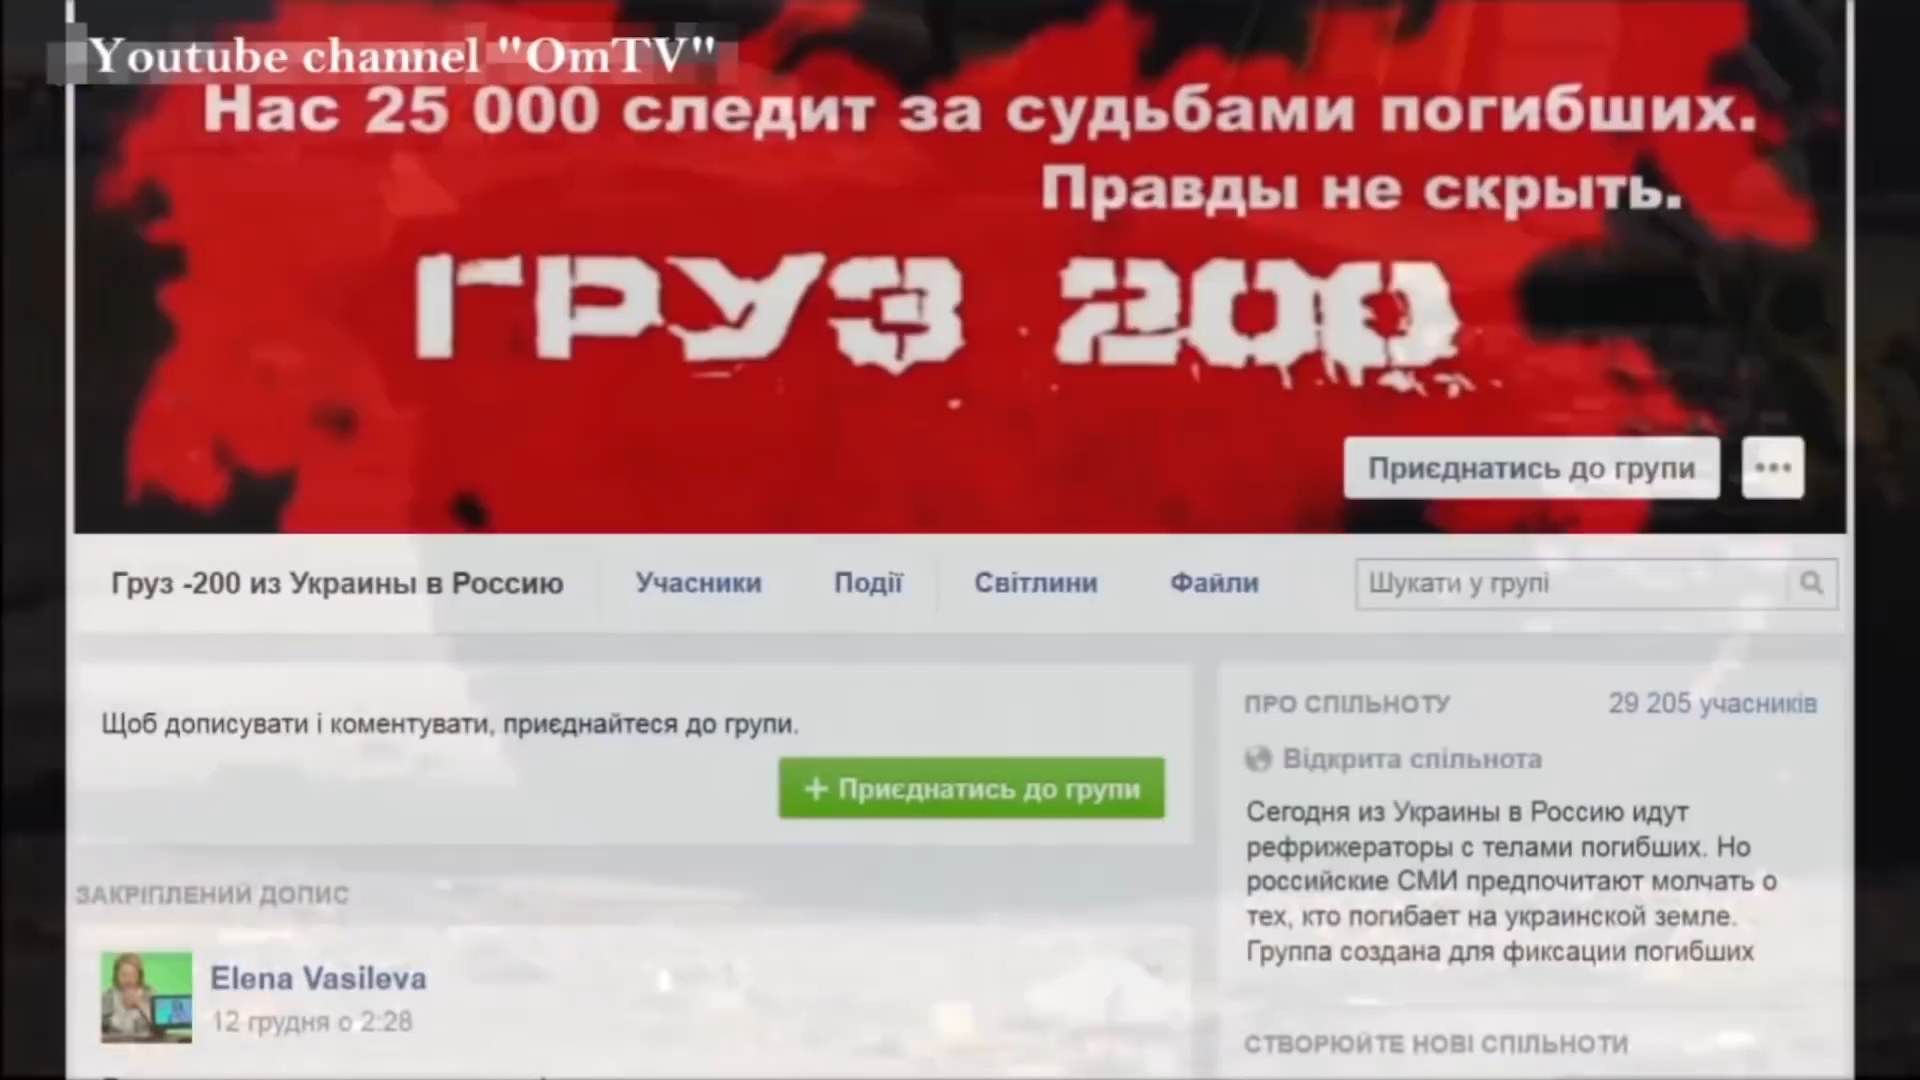 Youtube channel "OmTV"
Нас 25 000 следит за судьбами погибших.
Правды не скрыть.
ГРУЗ 200
Приєднатись до групи
Груз -200 из Украины в Россию
Учасники
Події
Світлини
Файли
Шукати у групі
Щоб дописувати і коментувати, приєднайтеся до групи.
+ Приєднатись до групи
ПРО СПІЛЬНОТУ
29 205 учасників
Відкрита спільнота
Сегодня из Украины в Россию идут
рефрижераторы с телами погибших. Но
российские СМИ предпочитают молчать о
тех, кто погибает на украинской земле.
Группа создана для фиксации погибших
ЗАКРІПЛЕНИЙ ДОПИС
Elena Vasileva
12 грудня о 2:28
СТВОРЮЙТЕ НОВІ СПІЛЬНОТИ